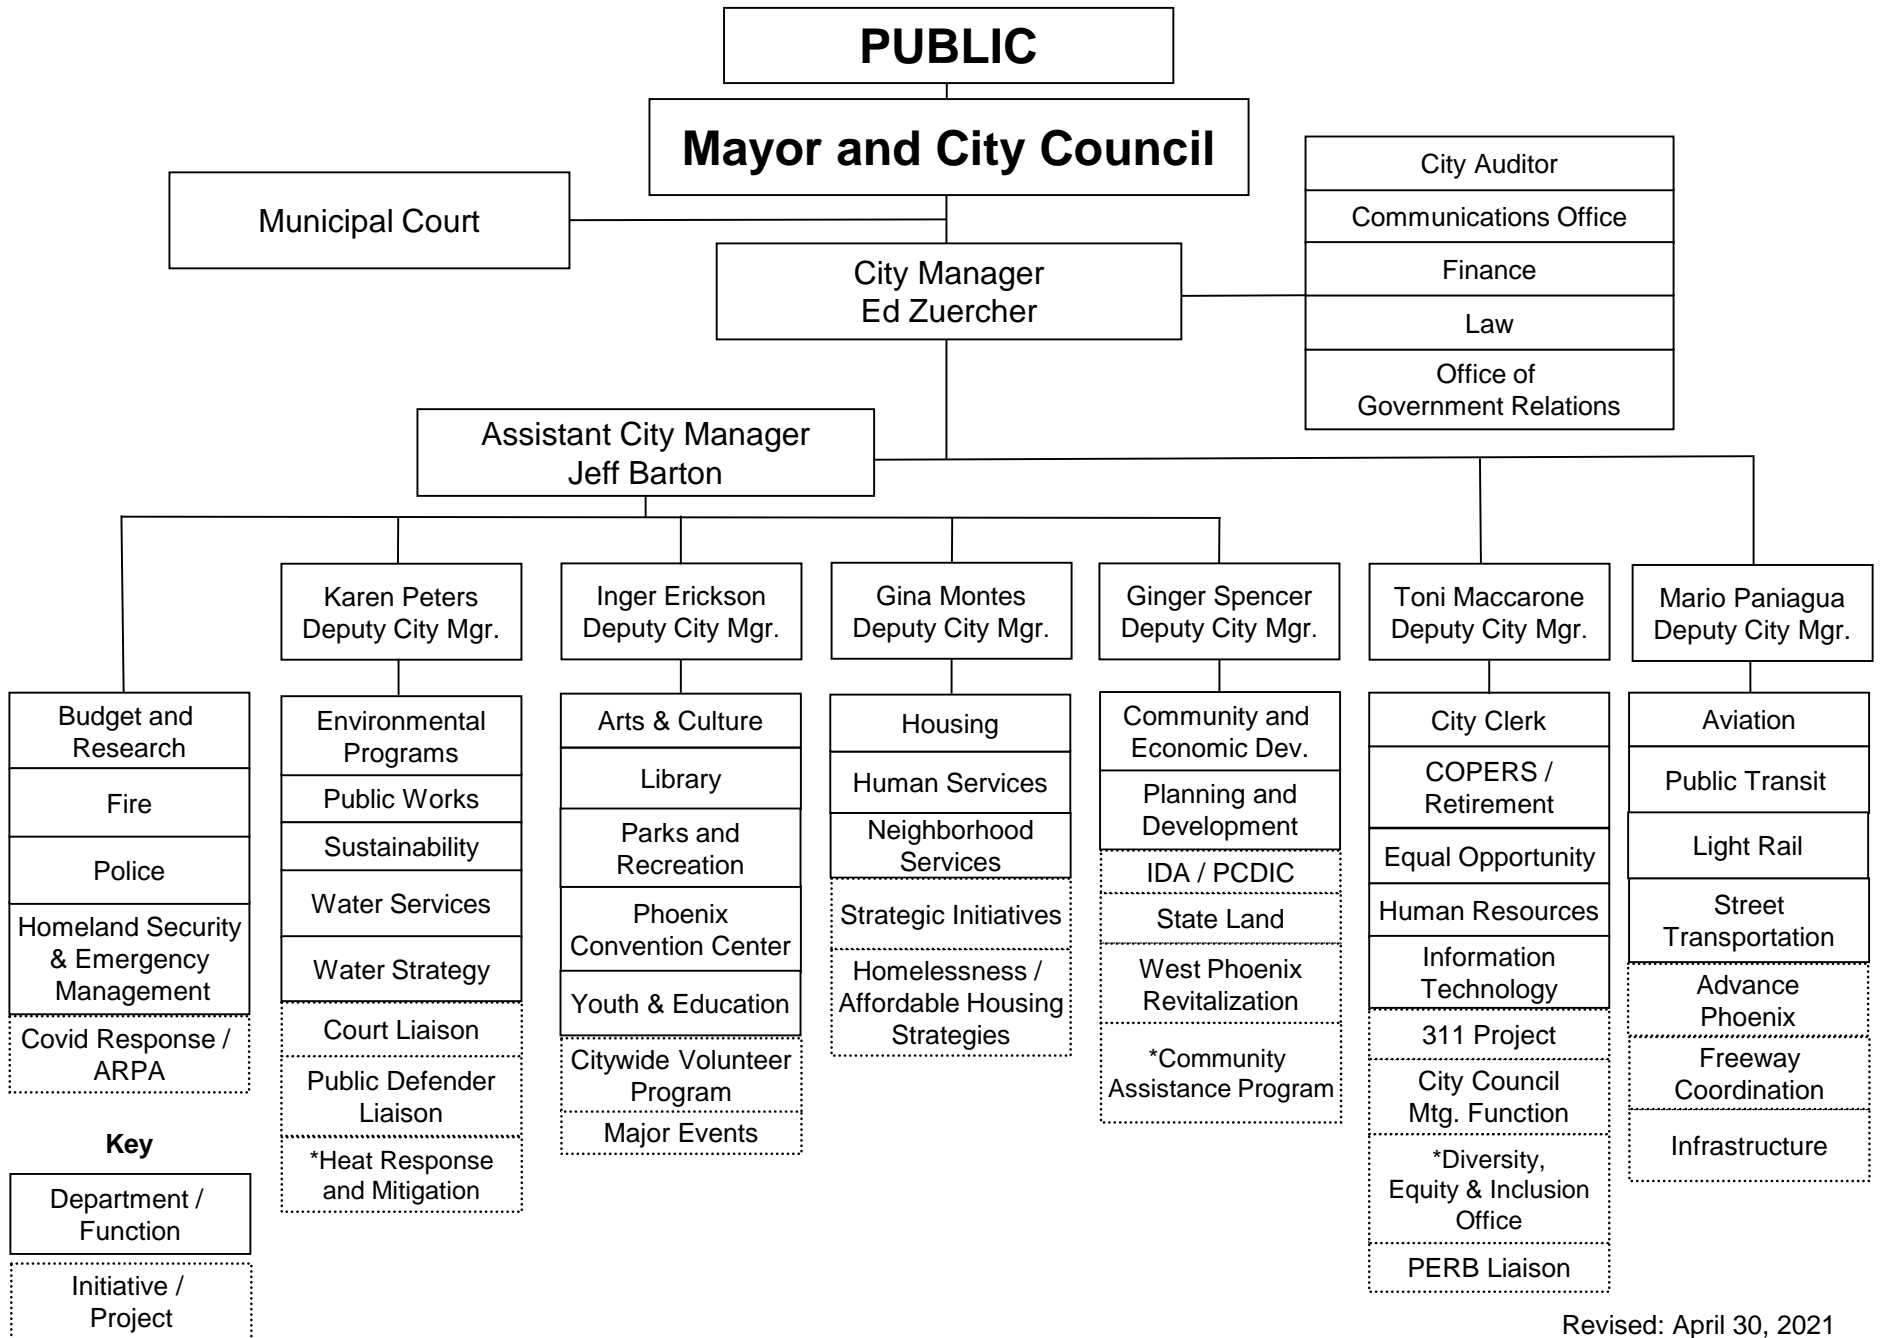 PUBLIC
Mayor and City Council
Municipal Court
City Manager
Ed Zuercher
City Auditor
Communications Office
Finance
Law
Office of
Government Relations
Assistant City Manager
Jeff Barton
Karen Peters
Deputy City Mgr.
Inger Erickson
Deputy City Mgr.
Gina Montes
Deputy City Mgr.
Ginger Spencer
Deputy City Mgr.
Toni Maccarone
Deputy City Mgr.
Mario Paniagua
Deputy City Mgr.
Budget and
Research
Fire
Police
Homeland Security
& Emergency
Management
Covid Response /
ARPA
Environmental
Programs
Public Works
Sustainability
Water Services
Water Strategy
Court Liaison
Public Defender
Liaison
*Heat Response
and Mitigation
Arts & Culture
Library
Parks and
Recreation
Phoenix
Convention Center
Youth & Education
Citywide Volunteer
Program
Major Events
Housing
Human Services
Neighborhood
Services
Strategic Initiatives
Homelessness /
Affordable Housing
Strategies
Community and
Economic Dev.
Planning and
Development
IDA / PCDIC
State Land
West Phoenix
Revitalization
*Community
Assistance Program
City Clerk
COPERS /
Retirement
Equal Opportunity
Human Resources
Information
Technology
311 Project
City Council
Mtg. Function
*Diversity,
Equity & Inclusion
Office
PERB Liaison
Aviation
Public Transit
Light Rail
Street
Transportation
Advance
Phoenix
Freeway
Coordination
Infrastructure
Key
Department /
Function
Initiative /
Project
Revised: April 30, 2021